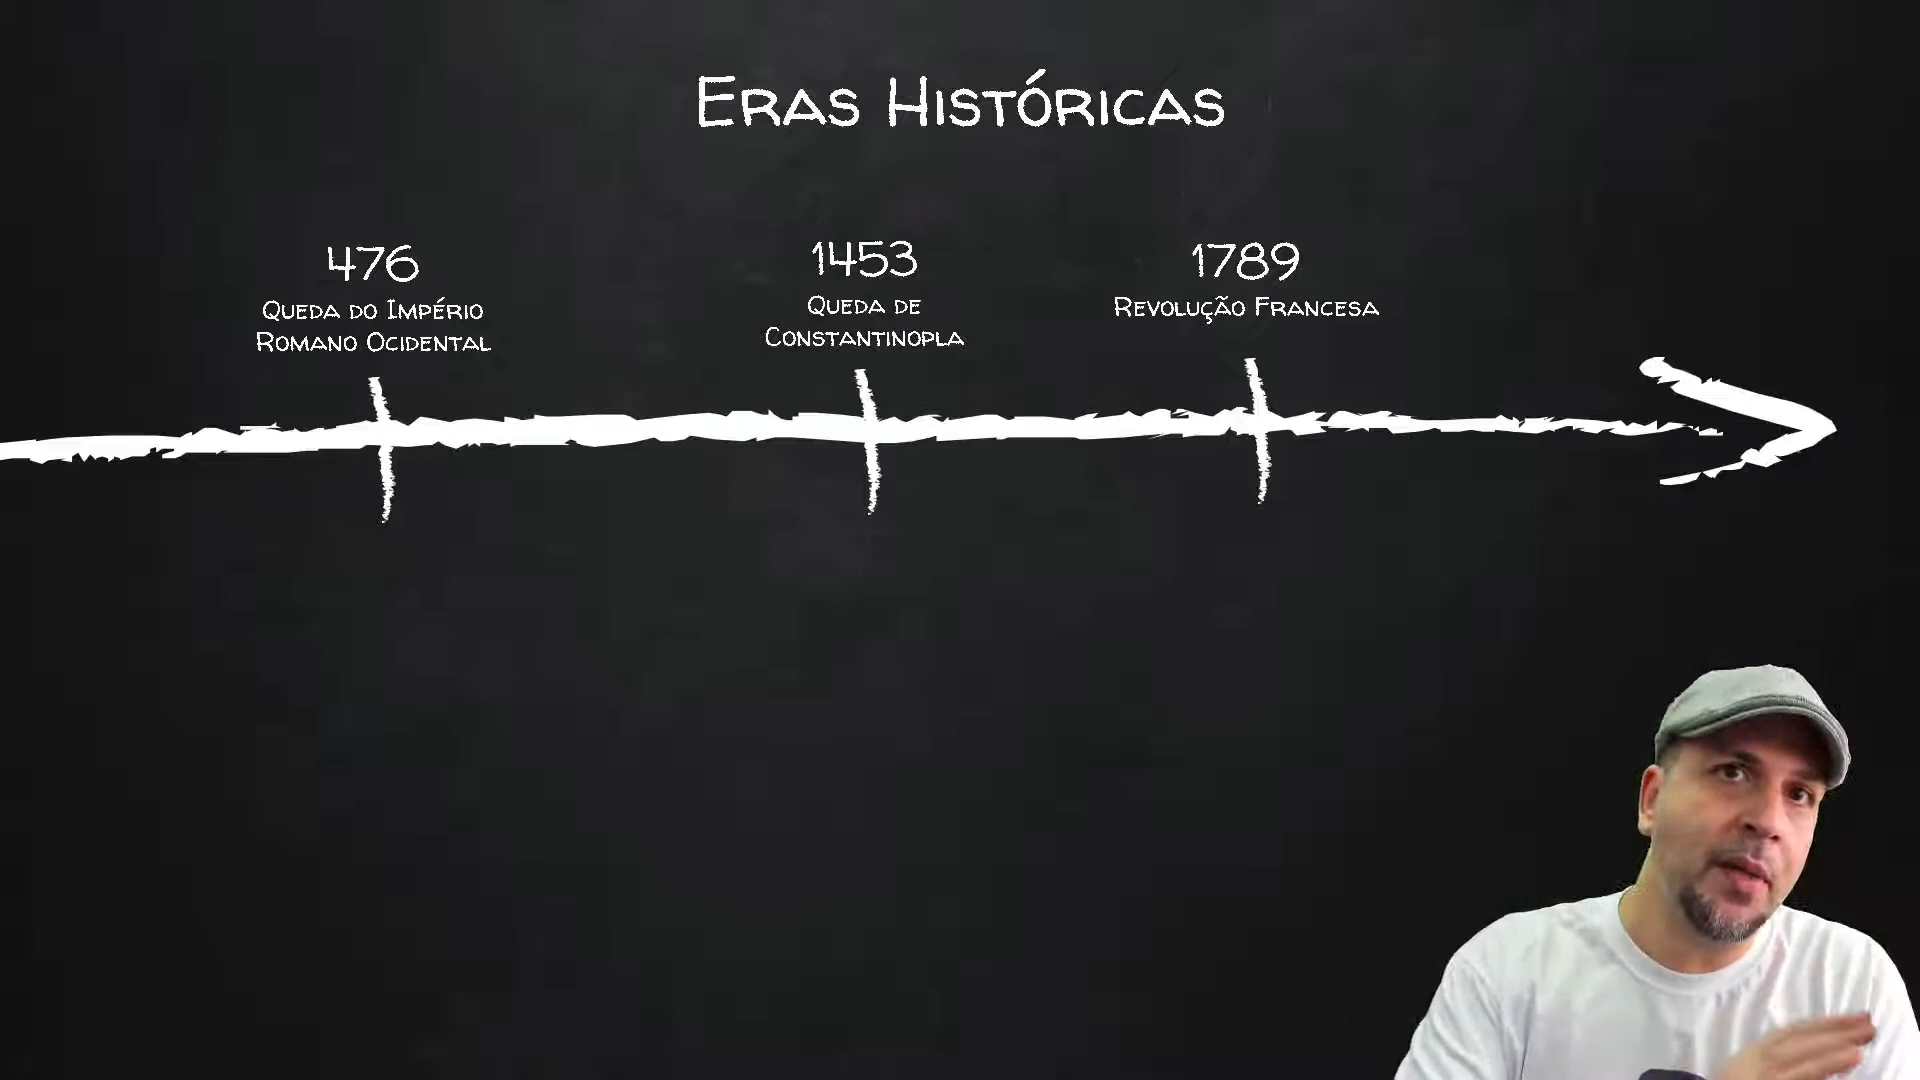 Eras Históricas
476
Queda do Império
Romano Ocidental
1453
Queda de
Constantinopla
1789
Revolução Francesa